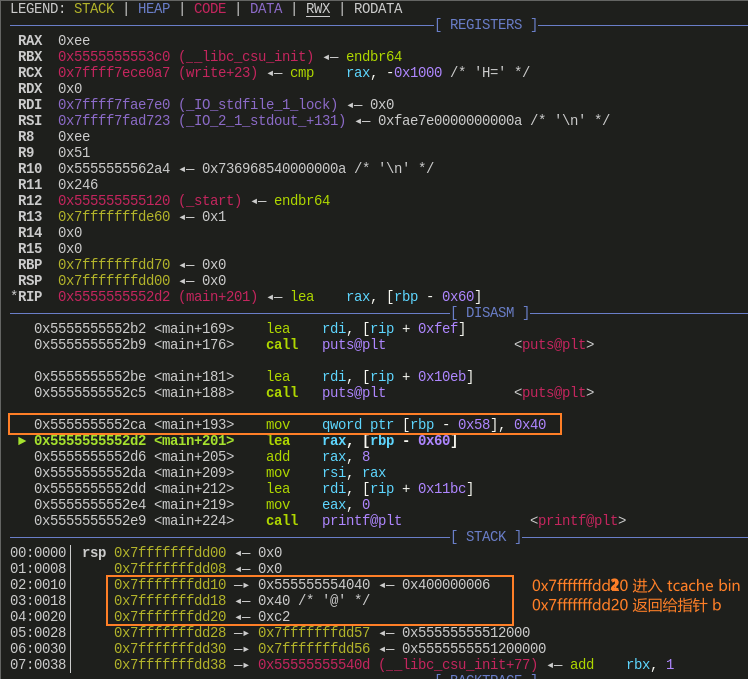 LEGEND: STACK | HEAP | CODE | DATA | RWX | RODATA
[ REGISTERS ]
RAX 0xee
RBX 0x5555555553c0 (__libc_csu_init) ◂— endbr64
RCX 0x7ffff7ece0a7 (write+23) ◂— cmp rax, -0x1000 /* 'H=' */
RDX 0x0
RDI 0x7ffff7fae7e0 (_IO_stdfile_1_lock) ◂— 0x0
RSI 0x7ffff7fad723 (_IO_2_1_stdout_+131) ◂— 0xfae7e0000000000a /* '\n' */
R8 0xee
R9 0x51
R10 0x5555555562a4 ◂— 0x736968540000000a /* '\n' */
R11 0x246
R12 0x555555555120 (_start) ◂— endbr64
R13 0x7fffffffde60 ◂— 0x1
R14 0x0
R15 0x0
RBP 0x7fffffffdd70 ◂— 0x0
RSP 0x7fffffffdd00 ◂— 0x0
*RIP 0x5555555552d2 (main+201) ◂— lea rax, [rbp - 0x60]
[ DISASM ]
0x5555555552b2 <main+169> lea rdi, [rip + 0xfef]
0x5555555552b9 <main+176> call puts@plt <puts@plt>
0x5555555552be <main+181> lea rdi, [rip + 0x10eb]
0x5555555552c5 <main+188> call puts@plt <puts@plt>
0x5555555552ca <main+193> mov qword ptr [rbp - 0x58], 0x40
► 0x5555555552d2 <main+201> lea rax, [rbp - 0x60]
0x5555555552d6 <main+205> add rax, 8
0x5555555552da <main+209> mov rsi, rax
0x5555555552dd <main+212> lea rdi, [rip + 0x11bc]
0x5555555552e4 <main+219> mov eax, 0
0x5555555552e9 <main+224> call printf@plt <printf@plt>
[ STACK ]
00:0000│ rsp 0x7fffffffdd00 ◂— 0x0
01:0008│ 0x7fffffffdd08 ◂— 0x0
02:0010│ 0x7fffffffdd10 —▸ 0x555555554040 ◂— 0x400000006
0x7fffffffdd20 进入 tcache bin
03:0018│ 0x7fffffffdd18 ◂— 0x40 /* '@' */
0x7fffffffdd20 返回给指针 b
04:0020│ 0x7fffffffdd20 ◂— 0xc2
05:0028│ 0x7fffffffdd28 —▸ 0x7fffffffdd57 ◂— 0x55555555512000
06:0030│ 0x7fffffffdd30 —▸ 0x7fffffffdd56 ◂— 0x5555555551200000
07:0038│ 0x7fffffffdd38 —▸ 0x55555555540d (__libc_csu_init+77) ◂— add rbx, 1
[ BACKTRACE ]